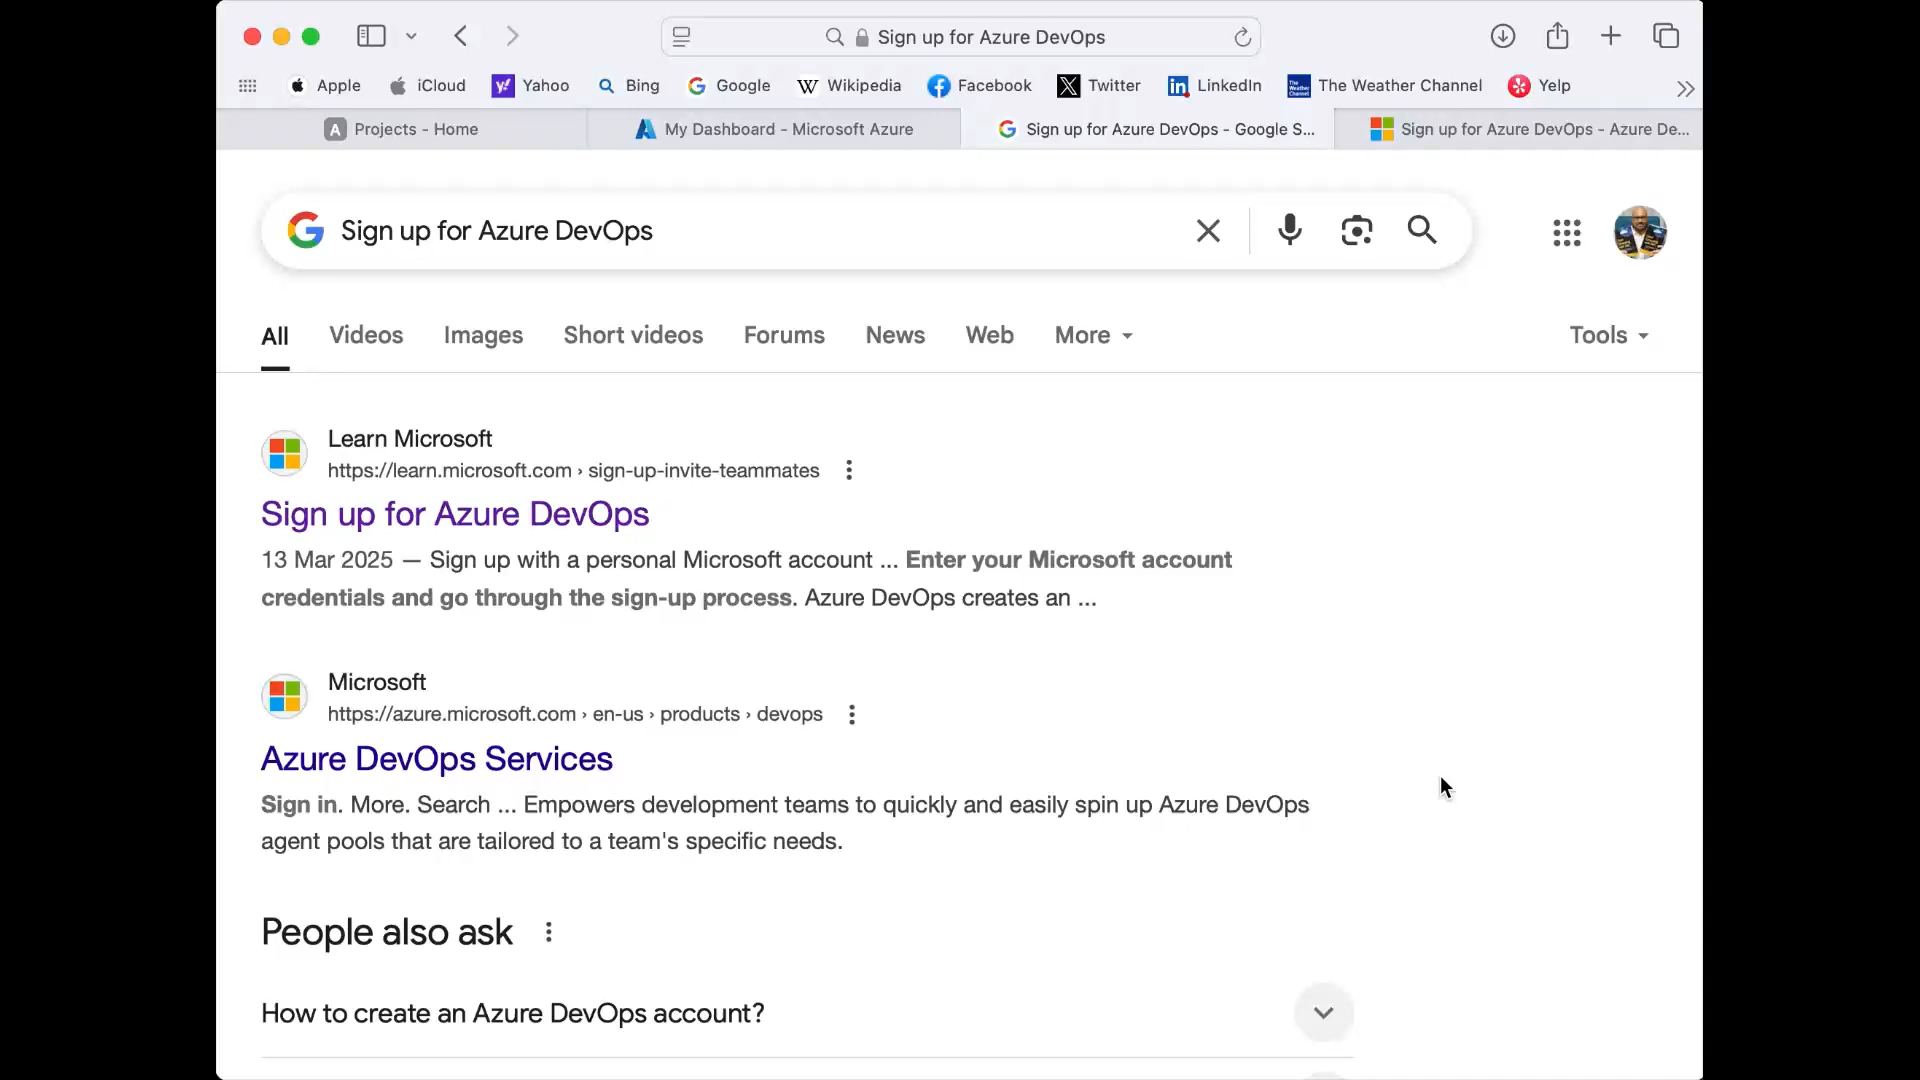 Sign up for Azure DevOps
Apple iCloud Yahoo Bing Google Wikipedia Facebook Twitter LinkedIn The Weather Channel Yelp
Projects - Home
My Dashboard - Microsoft Azure
Sign up for Azure DevOps - Google S...
Sign up for Azure DevOps - Azure De...
Sign up for Azure DevOps
All Videos Images Short videos Forums News Web More Tools
Learn Microsoft
https://learn.microsoft.com › sign-up-invite-teammates
Sign up for Azure DevOps
13 Mar 2025 — Sign up with a personal Microsoft account ... Enter your Microsoft account
credentials and go through the sign-up process. Azure DevOps creates an ...
Microsoft
https://azure.microsoft.com › en-us › products › devops
Azure DevOps Services
Sign in. More. Search ... Empowers development teams to quickly and easily spin up Azure DevOps
agent pools that are tailored to a team's specific needs.
People also ask
How to create an Azure DevOps account?